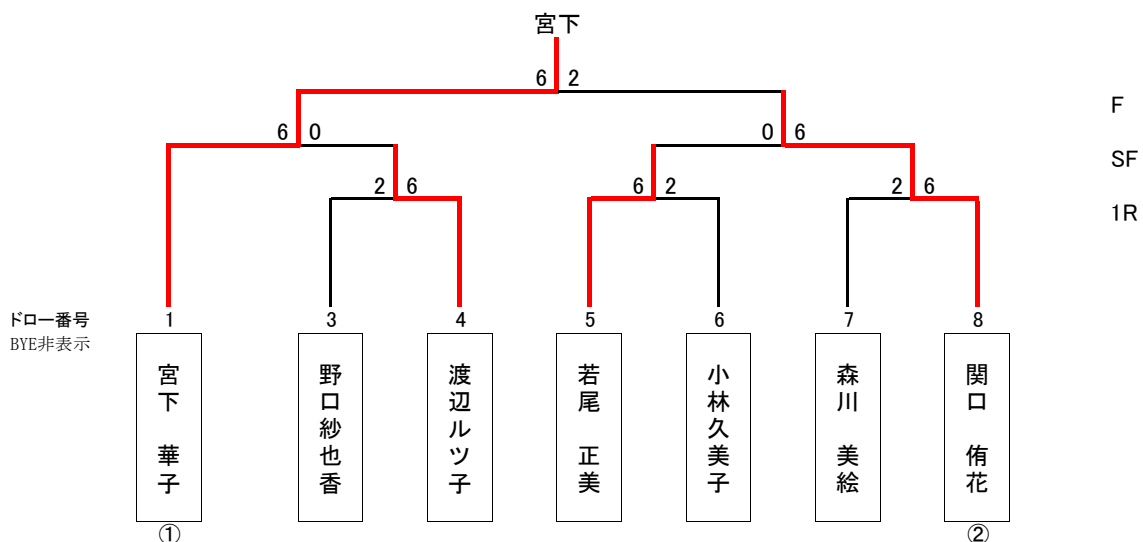 宮下
6 2
F
6 0
0 6
SF
2 6
6 2
2 6
1R
ドロー番号
1
3
4
5
6
7
8
BYE非表示
宮下 華子
野口紗也香
渡辺ルツ子
若尾 正美
小林久美子
森川 美絵
関口 侑花
①
②